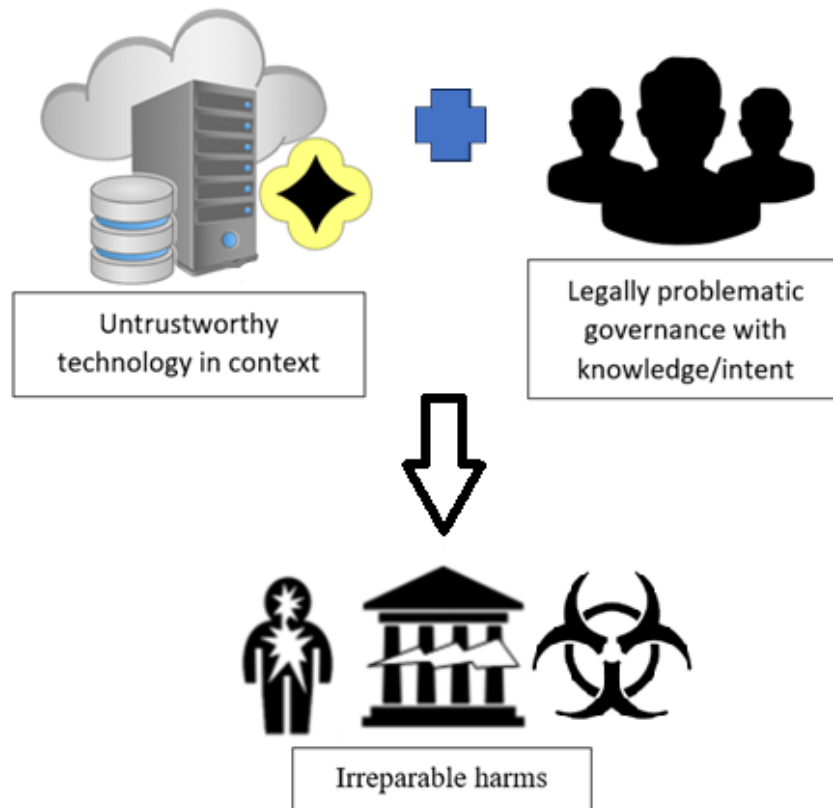 Untrustworthy
technology in context
Legally problematic
governance with
knowledge/intent
Irreparable harms